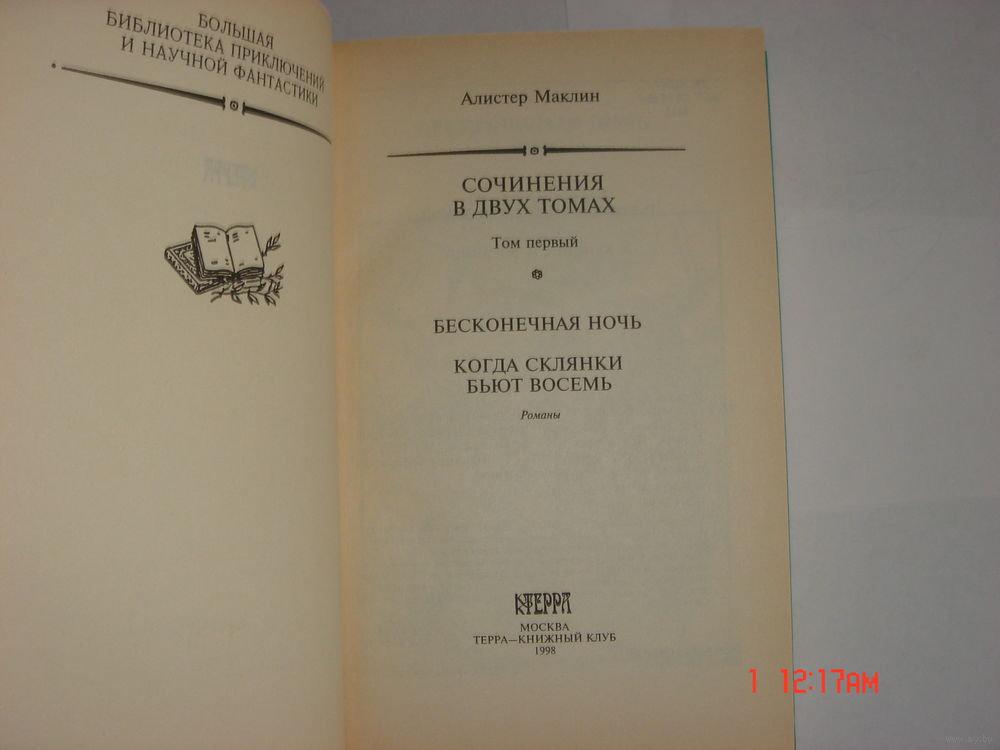 БОЛЬШАЯ
БИБЛИОТЕКА ПРИКЛЮЧЕНИЙ
И НАУЧНОЙ ФАНТАСТИКИ
Алистер Маклин
СОЧИНЕНИЯ
В ДВУХ ТОМАХ
Том первый
БЕСКОНЕЧНАЯ НОЧЬ
КОГДА СКЛЯНКИ
БЬЮТ ВОСЕМЬ
Романы
ТЕРРА
МОСКВА
ТЕРРА—КНИЖНЫЙ КЛУБ
1998
1 12:17AM